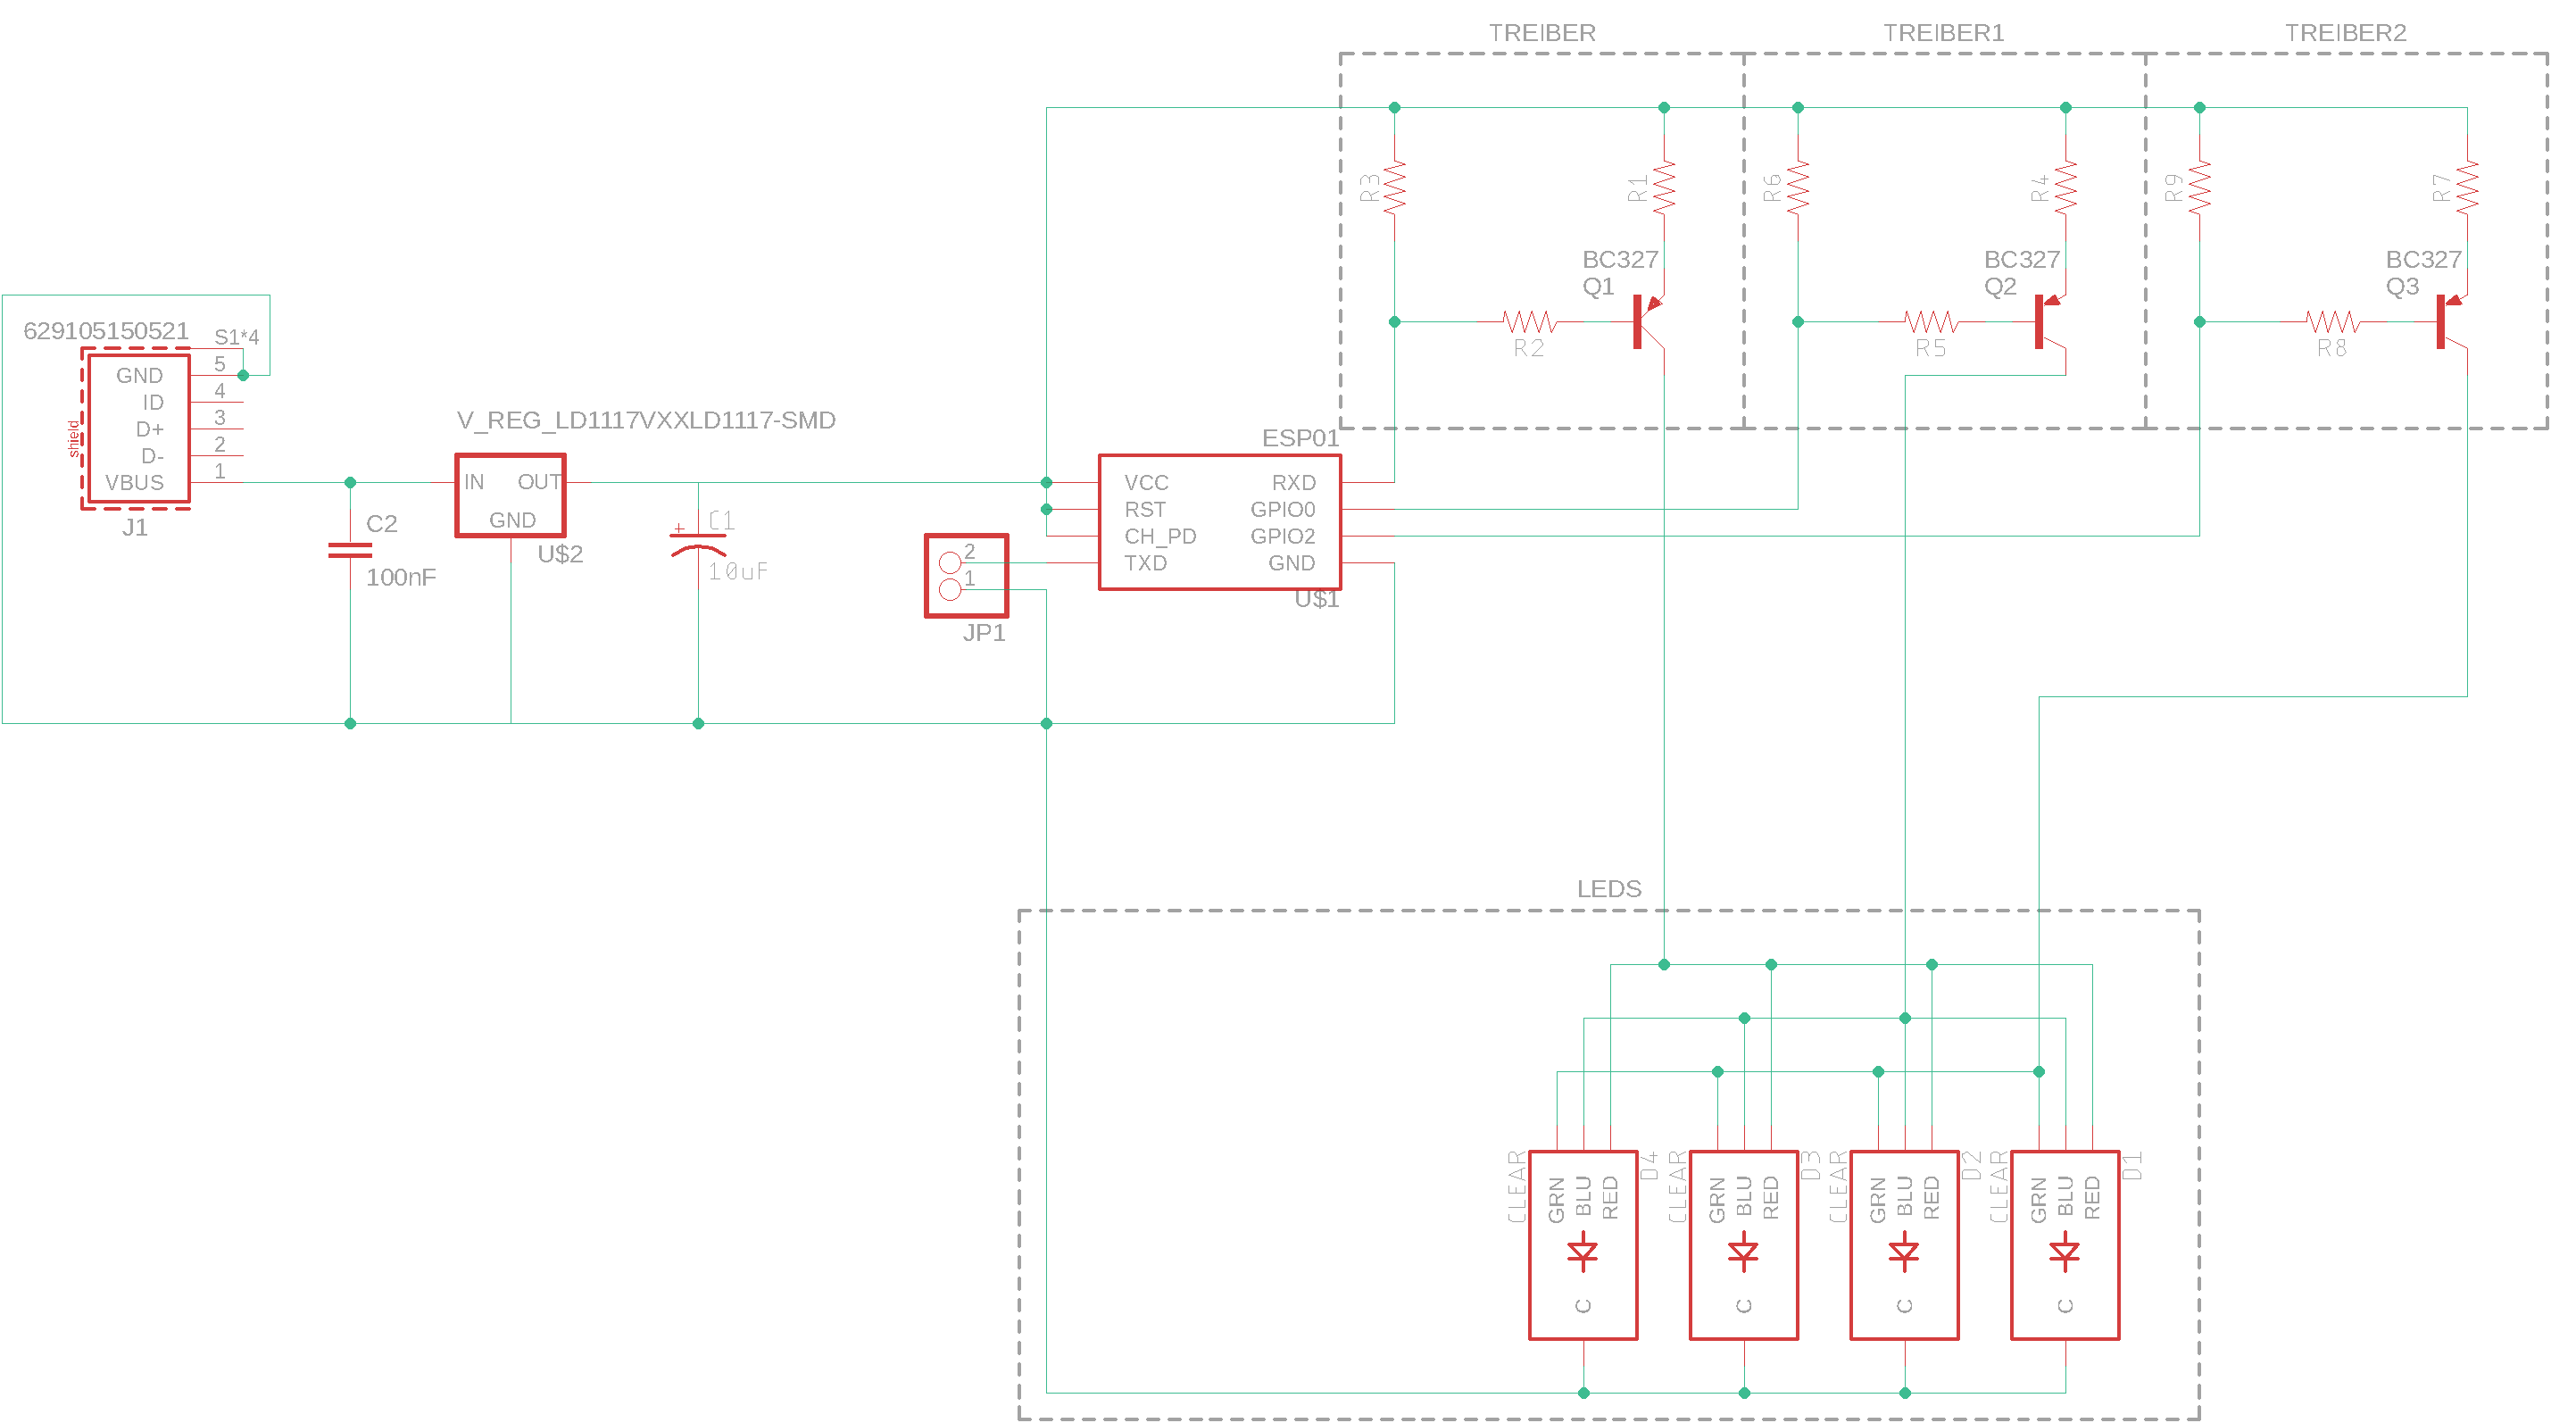 TREIBER
TREIBER1
TREIBER2
R3
R1
R6
R4
R9
R7
BC327
Q1
BC327
Q2
BC327
Q3
R2
R5
R8
629105150521
S1*4
GND 5
ID 4
D+ 3
D- 2
VBUS 1
shield
J1
C2
100nF
V_REG_LD1117VXXLD1117-SMD
IN OUT
GND
U$2
+ C1
10uF
ESP01
VCC RXD
RST GPIO0
CH_PD GPIO2
TXD GND
U$1
2
1
JP1
LEDS
CLEAR
GRN
BLU
RED
D4
C
CLEAR
GRN
BLU
RED
D3
C
CLEAR
GRN
BLU
RED
D2
C
CLEAR
GRN
BLU
RED
D1
C